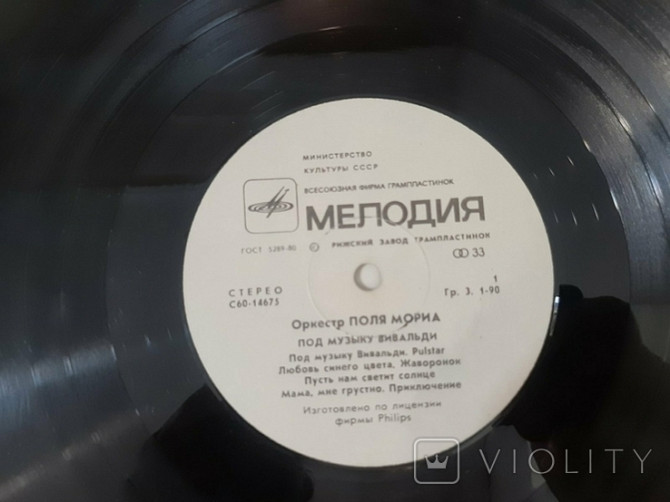 МИНИСТЕРСТВО
КУЛЬТУРЫ СССР
ВСЕСОЮЗНАЯ ФИРМА ГРАМПЛАСТИНОК
МЕЛОДИЯ
ГОСТ 5289-80 © РИЖСКИЙ ЗАВОД ГРАМПЛАСТИНОК
33
СТЕРЕО
С60-14675
1
Гр. 3. 1-90
Оркестр ПОЛЯ МОРИА
ПОД МУЗЫКУ ВИВАЛЬДИ
Под музыку Вивальди. Pulstar
Любовь синего цвета. Жаворонок
Пусть нам светит солнце
Мама, мне грустно. Приключение
Изготовлено по лицензии
фирмы Philips
VIOLITY